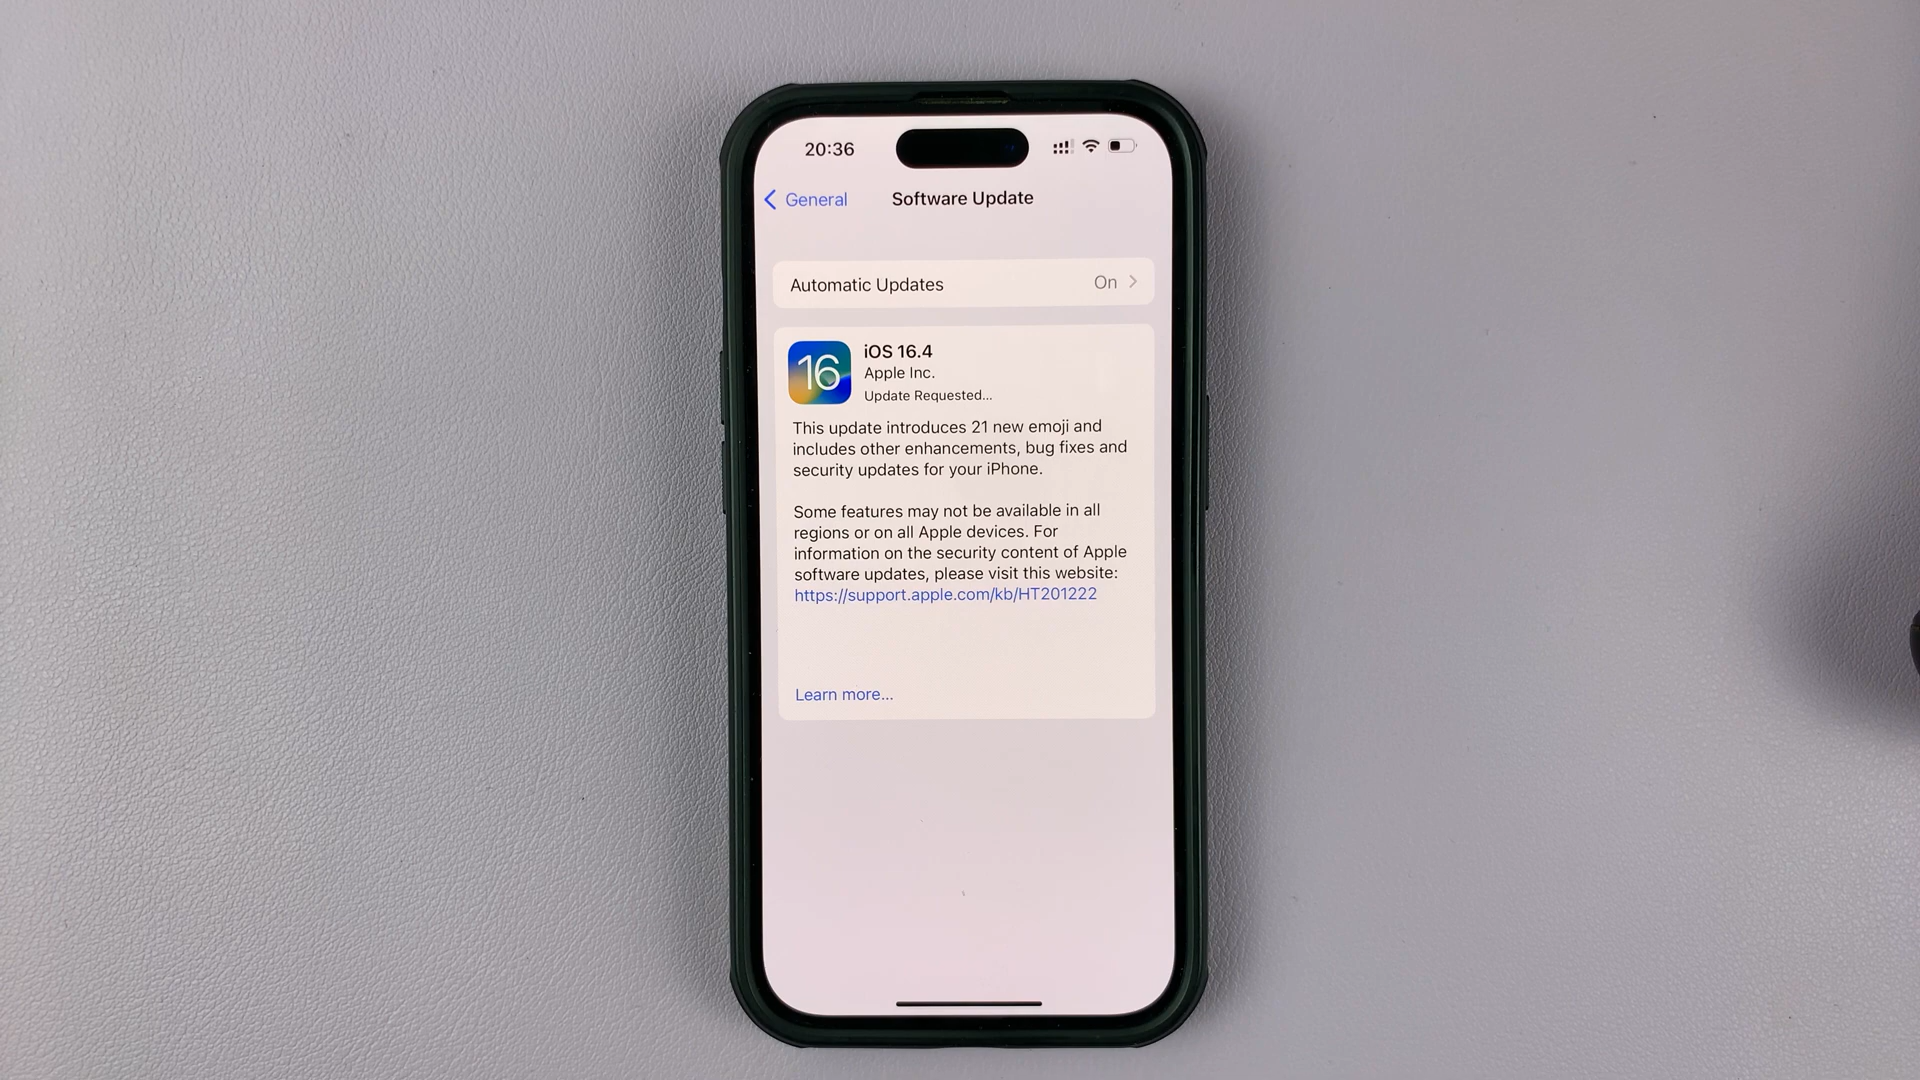 20:36
General
Software Update
Automatic Updates
On
16
iOS 16.4
Apple Inc.
Update Requested...
This update introduces 21 new emoji and
includes other enhancements, bug fixes and
security updates for your iPhone.
Some features may not be available in all
regions or on all Apple devices. For
information on the security content of Apple
software updates, please visit this website:
https://support.apple.com/kb/HT201222
Learn more...